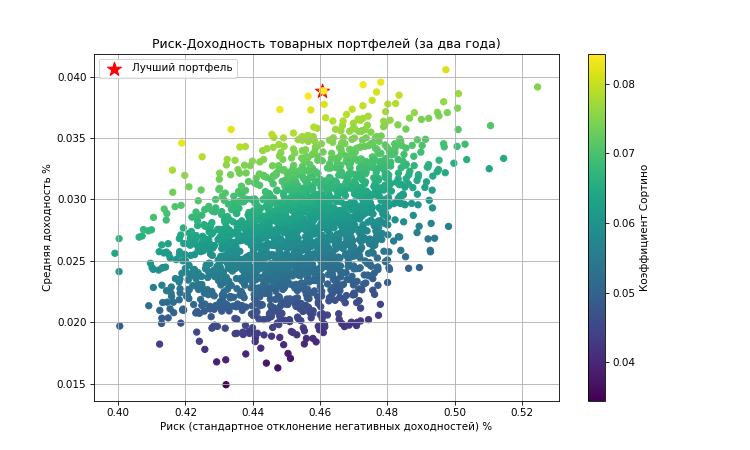 Риск-Доходность товарных портфелей (за два года)
Лучший портфель
Средняя доходность %
0.040
0.035
0.030
0.025
0.020
0.015
0.40 0.42 0.44 0.46 0.48 0.50 0.52
Риск (стандартное отклонение негативных доходностей) %
0.08
0.07
0.06
0.05
0.04
Коэффициент Сортино